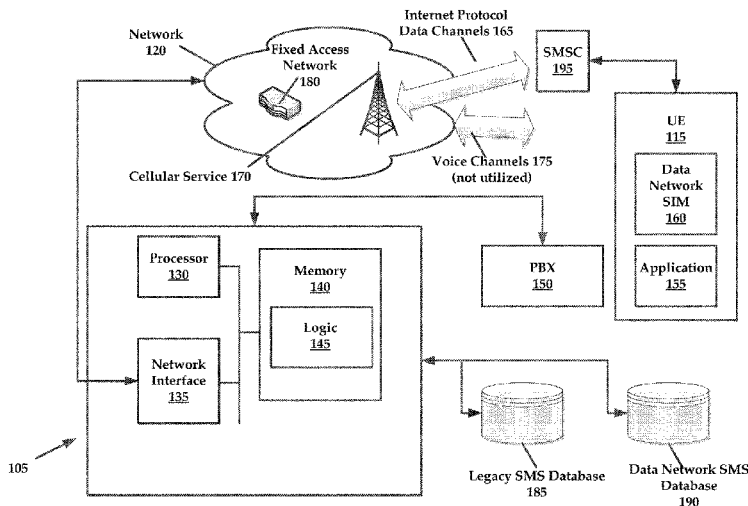 Network
120
Fixed Access
Network
180
Internet Protocol
Data Channels 165
SMSC
195
Cellular Service 170
Voice Channels 175
(not utilized)
UE
115
Data
Network
SIM
160
Application
155
Processor
130
Memory
140
Logic
145
Network
Interface
135
PBX
150
105
Legacy SMS Database
185
Data Network SMS
Database
190